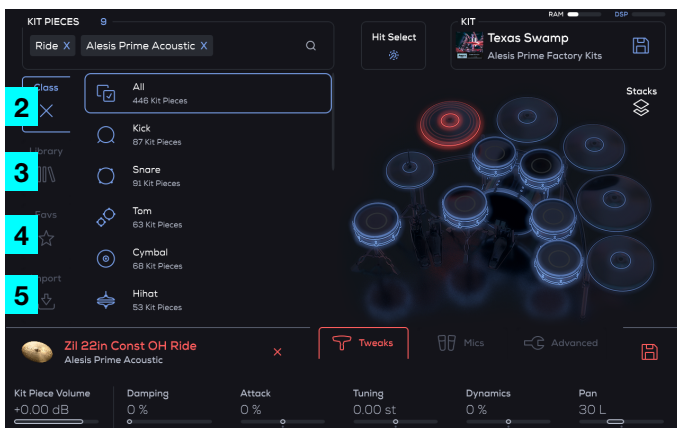 KIT PIECES 9
Ride X Alesis Prime Acoustic X
Hit Select
RAM DSP
KIT
Texas Swamp
Alesis Prime Factory Kits
Class
2
Library
3
Favs
4
Import
5
All
446 Kit Pieces
Kick
87 Kit Pieces
Snare
91 Kit Pieces
Tom
63 Kit Pieces
Cymbal
68 Kit Pieces
Hihat
53 Kit Pieces
Stacks
Zil 22in Const OH Ride
Alesis Prime Acoustic
X
Tweaks Mics Advanced
Kit Piece Volume Damping Attack Tuning Dynamics Pan
+0.00 dB 0 % 0 % 0.00 st 0 % 30 L